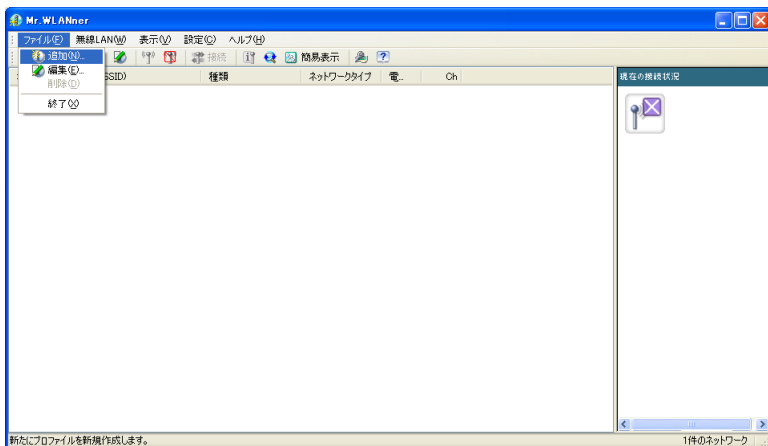 Mr.WLANner
ファイル(F) 無線LAN(W) 表示(V) 設定(C) ヘルプ(H)
追加(N)... 接続 簡易表示
編集(E)... SSID) 種類 ネットワークタイプ 電... Ch 現在の接続状況
削除(D)
終了(X)
新たにプロファイルを新規作成します。 1件のネットワーク